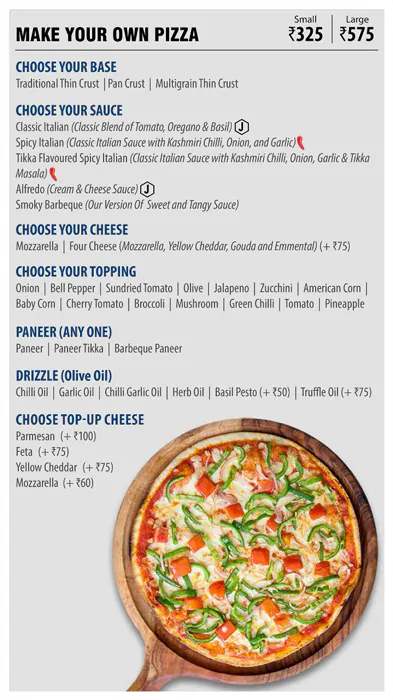 Small Large
MAKE YOUR OWN PIZZA ₹325 ₹575
CHOOSE YOUR BASE
Traditional Thin Crust | Pan Crust | Multigrain Thin Crust
CHOOSE YOUR SAUCE
Classic Italian (Classic Blend of Tomato, Oregano & Basil) J
Spicy Italian (Classic Italian Sauce with Kashmiri Chilli, Onion, and Garlic)
Tikka Flavoured Spicy Italian (Classic Italian Sauce with Kashmiri Chilli, Onion, Garlic & Tikka
Masala)
Alfredo (Cream & Cheese Sauce) J
Smoky Barbeque (Our Version Of Sweet and Tangy Sauce)
CHOOSE YOUR CHEESE
Mozzarella | Four Cheese (Mozzarella, Yellow Cheddar, Gouda and Emmental) (+ ₹75)
CHOOSE YOUR TOPPING
Onion | Bell Pepper | Sundried Tomato | Olive | Jalapeno | Zucchini | American Corn |
Baby Corn | Cherry Tomato | Broccoli | Mushroom | Green Chilli | Tomato | Pineapple
PANEER (ANY ONE)
Paneer | Paneer Tikka | Barbeque Paneer
DRIZZLE (Olive Oil)
Chilli Oil | Garlic Oil | Chilli Garlic Oil | Herb Oil | Basil Pesto (+ ₹50) | Truffle Oil (+ ₹75)
CHOOSE TOP-UP CHEESE
Parmesan (+ ₹100)
Feta (+ ₹75)
Yellow Cheddar (+ ₹75)
Mozzarella (+ ₹60)